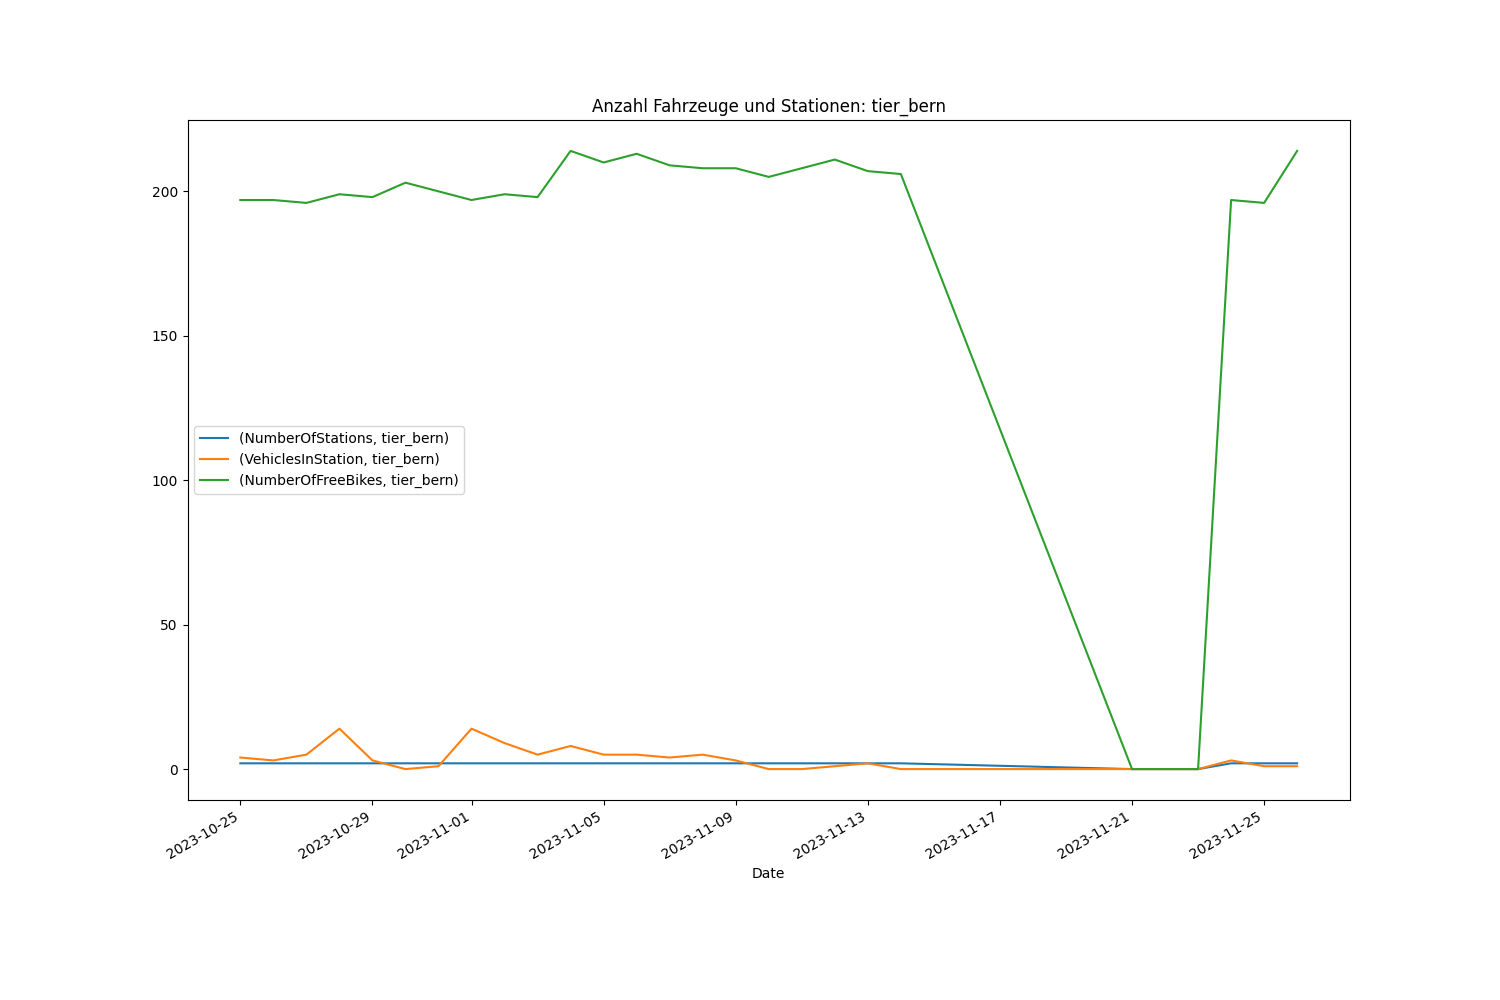 Anzahl Fahrzeuge und Stationen: tier_bern
200
150
100
50
0
(NumberOfStations, tier_bern)
(VehiclesInStation, tier_bern)
(NumberOfFreeBikes, tier_bern)
2023-10-25
2023-10-29
2023-11-01
2023-11-05
2023-11-09
2023-11-13
2023-11-17
2023-11-21
2023-11-25
Date